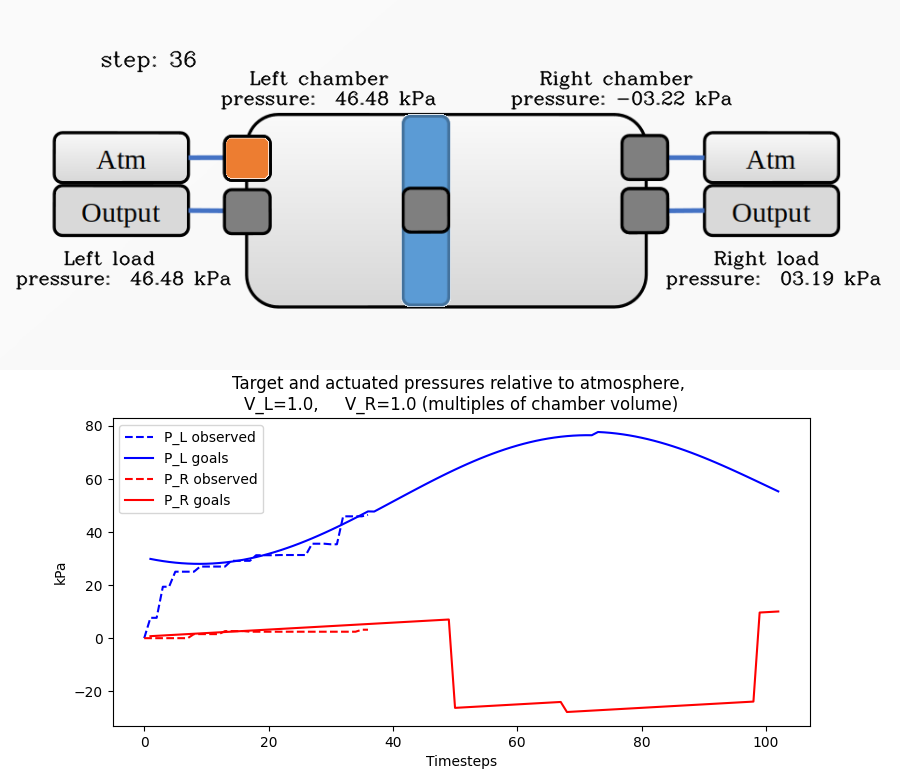 step: 36
Left chamber
pressure:  46.48 kPa
Right chamber
pressure: −03.22 kPa
Atm
Output
Atm
Output
Left load
pressure:  46.48 kPa
Right load
pressure:  03.19 kPa
Target and actuated pressures relative to atmosphere,
V_L=1.0,     V_R=1.0 (multiples of chamber volume)
P_L observed
P_L goals
P_R observed
P_R goals
80
60
40
20
0
−20
kPa
0 20 40 60 80 100
Timesteps